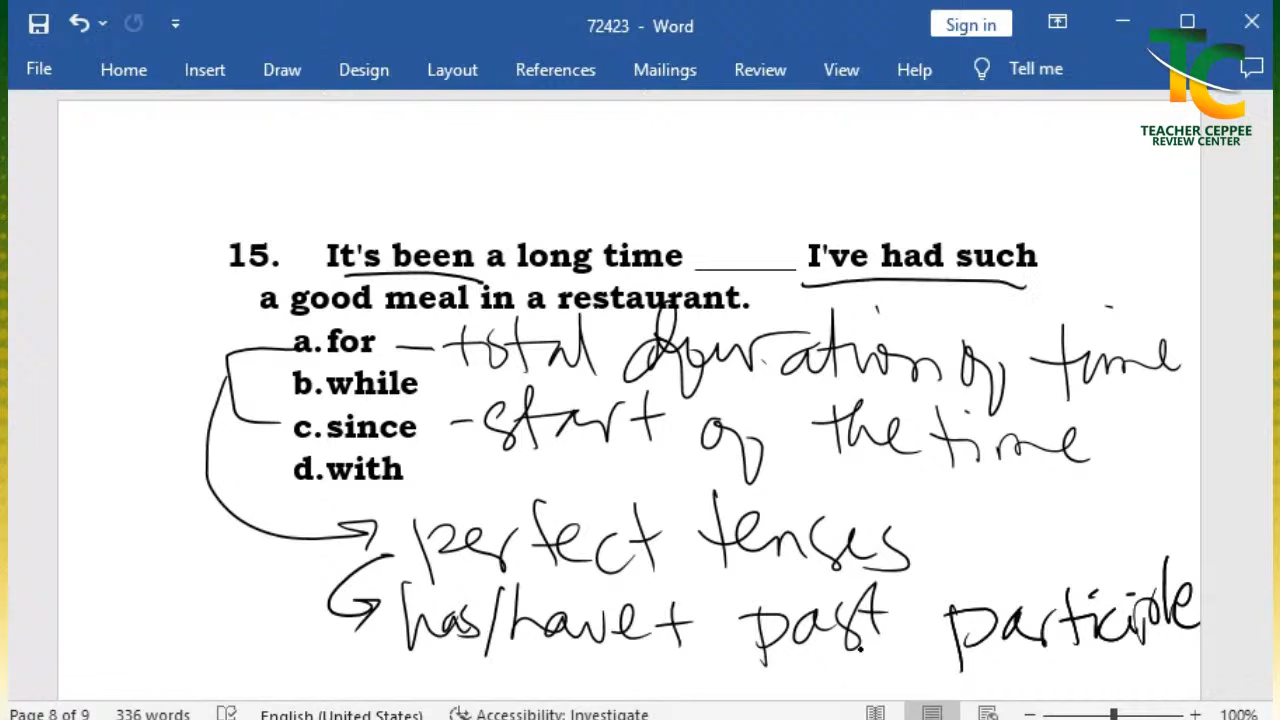 72423 - Word
Sign in
File Home Insert Draw Design Layout References Mailings Review View Help Tell me
TC
TEACHER CEPPEE
REVIEW CENTER
15. It's been a long time ______ I've had such
a good meal in a restaurant.
a. for - total duration of time
b. while
c. since - start of the time
d. with
perfect tenses
has/have + past participle
Page 8 of 9 336 words English (United States) Accessibility: Investigate 100%